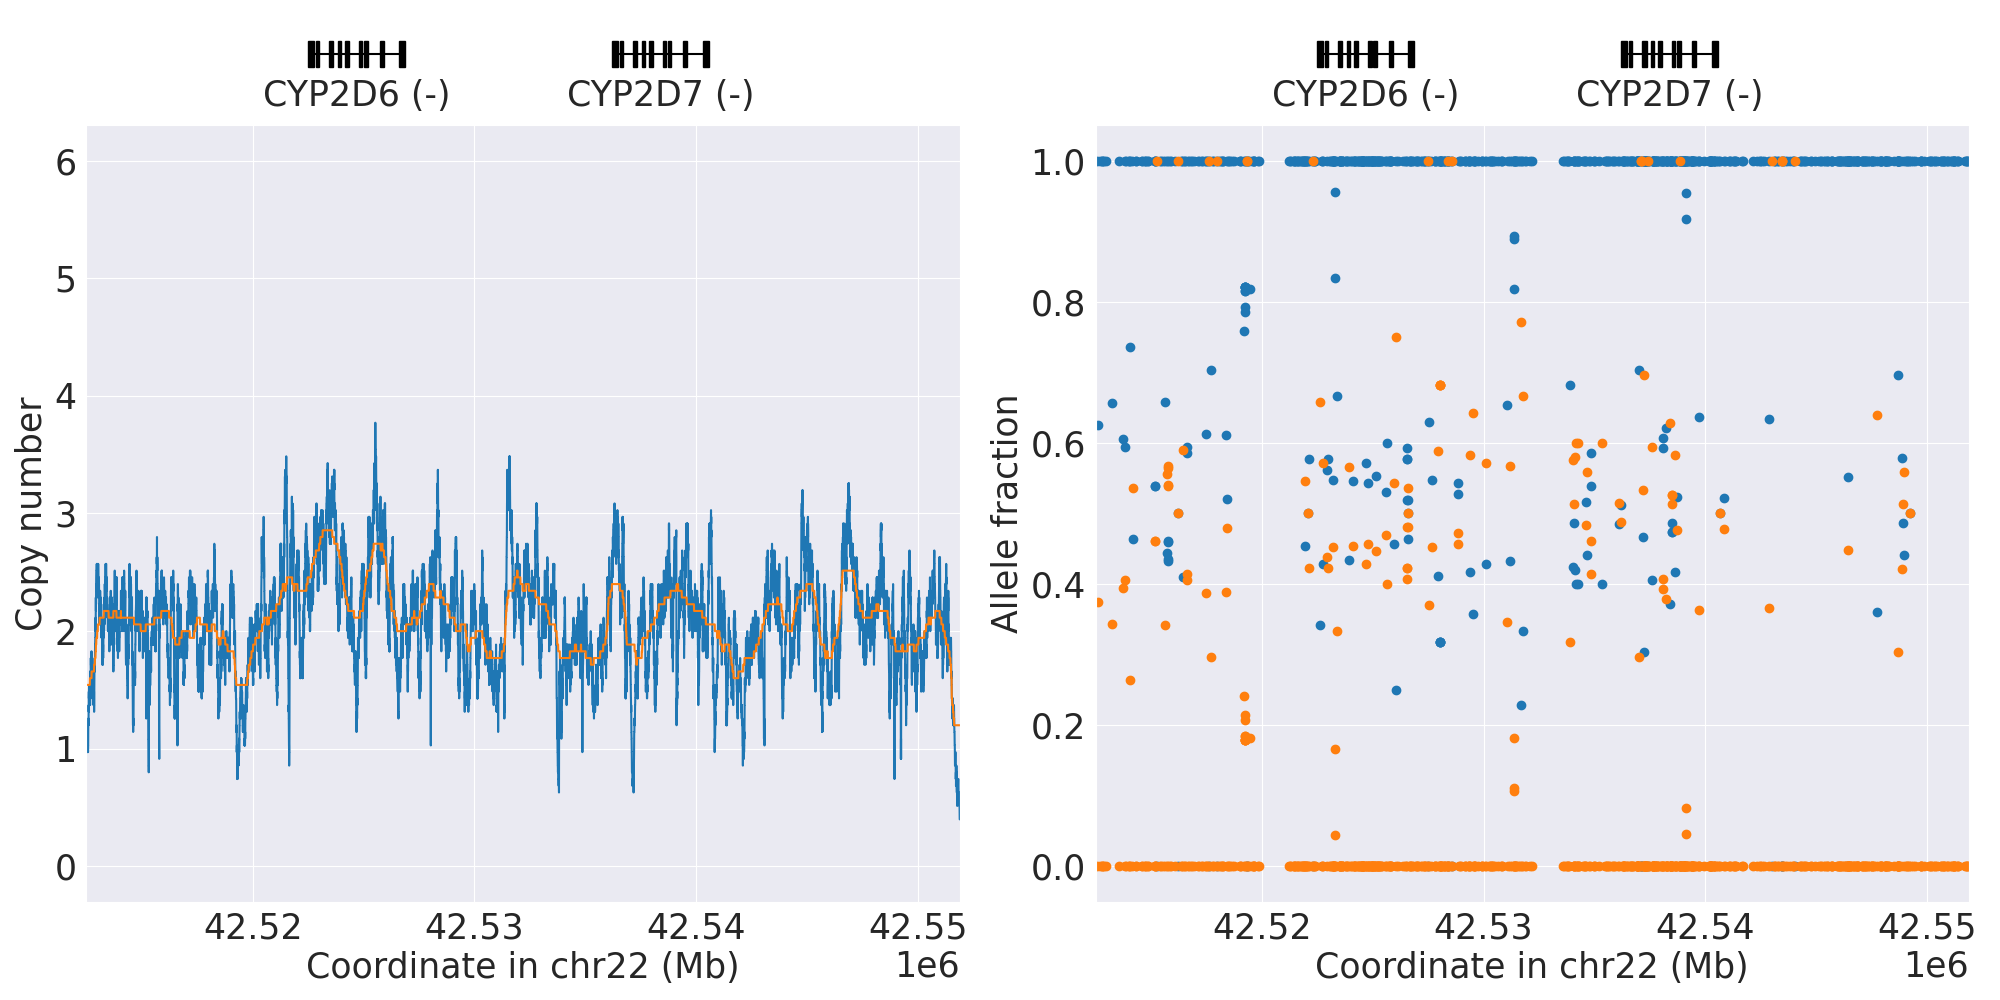 CYP2D6 (-) CYP2D7 (-)
6
5
4
3
2
1
0
Copy number
42.52 42.53 42.54 42.55
Coordinate in chr22 (Mb) 1e6
CYP2D6 (-) CYP2D7 (-)
1.0
0.8
0.6
0.4
0.2
0.0
Allele fraction
42.52 42.53 42.54 42.55
Coordinate in chr22 (Mb) 1e6